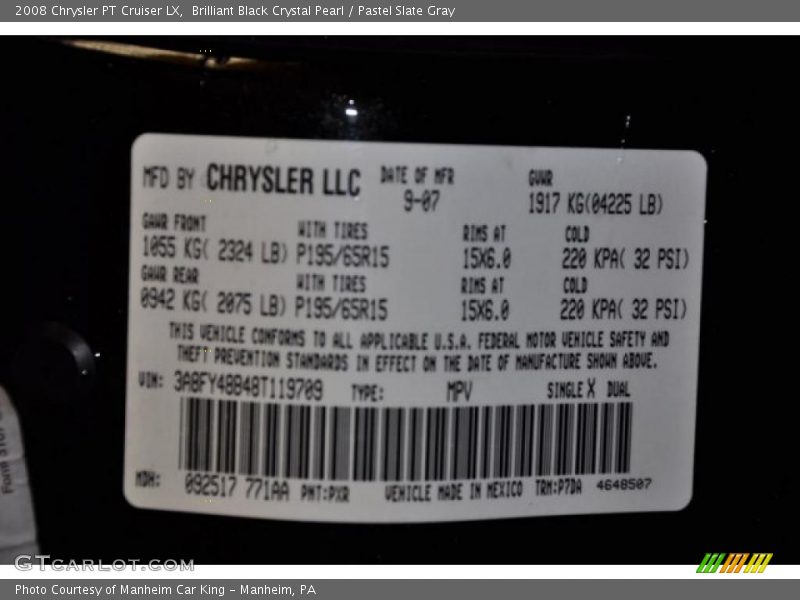 2008 Chrysler PT Cruiser LX,  Brilliant Black Crystal Pearl / Pastel Slate Gray
MFD BY CHRYSLER LLC DATE OF MFR GVWR
9-07 1917 KG(04225 LB)
GAWR FRONT WITH TIRES RIMS AT COLD
1055 KG( 2324 LB) P195/65R15 15X6.0 220 KPA( 32 PSI)
GAWR REAR WITH TIRES RIMS AT COLD
0942 KG( 2075 LB) P195/65R15 15X6.0 220 KPA( 32 PSI)
THIS VEHICLE CONFORMS TO ALL APPLICABLE U.S.A. FEDERAL MOTOR VEHICLE SAFETY AND
THEFT PREVENTION STANDARDS IN EFFECT ON THE DATE OF MANUFACTURE SHOWN ABOVE.
VIN: 3A8FY48B48T119709 TYPE: MPV SINGLE X DUAL
MDH: 092517 771AA PNT:PXR VEHICLE MADE IN MEXICO TRM:P7DA 4648507
GTcarlot.com
Photo Courtesy of Manheim Car King - Manheim, PA